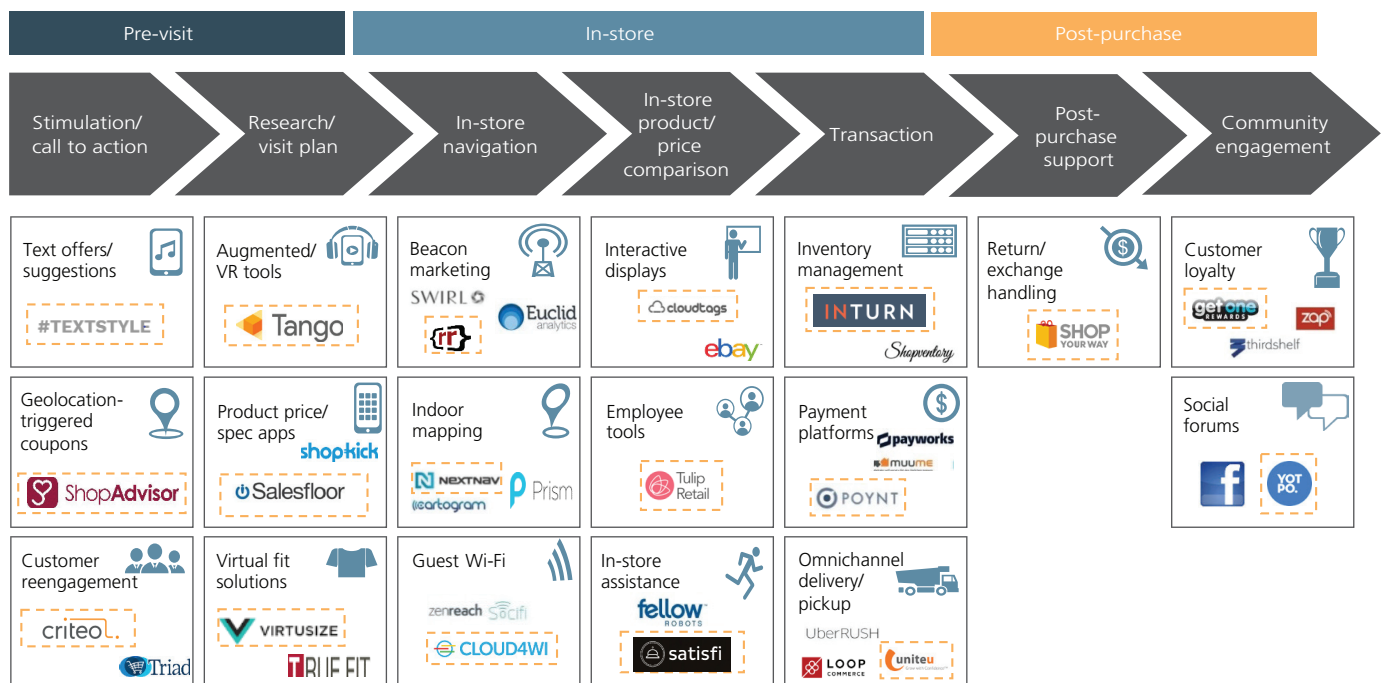 Pre-visit
In-store
Post-purchase
Stimulation/
call to action
Research/
visit plan
In-store
navigation
In-store
product/
price
comparison
Transaction
Post-
purchase
support
Community
engagement
Text offers/
suggestions
#TEXTSTYLE
Augmented/
VR tools
Tango
Beacon
marketing
SWIRL
{rr}
Euclid
analytics
Interactive
displays
cloudtags
ebay
Inventory
management
INTURN
Shopventory
Return/
exchange
handling
SHOP
YOUR WAY
Customer
loyalty
getone
REWARDS
zap
thirdshelf
Geolocation-
triggered
coupons
ShopAdvisor
Product price/
spec apps
shopkick
Salesfloor
Indoor
mapping
NEXTNAV
cartogram
Prism
Employee
tools
Tulip
Retail
Payment
platforms
payworks
muume
POYNT
Social
forums
f
YOT
PO.
Customer
reengagement
criteo
Triad
Virtual fit
solutions
VIRTUSIZE
TRUE FIT
Guest Wi-Fi
zenreach
Socifi
CLOUD4WI
In-store
assistance
fellow
ROBOTS
satisfi
Omnichannel
delivery/
pickup
UberRUSH
LOOP
COMMERCE
uniteu